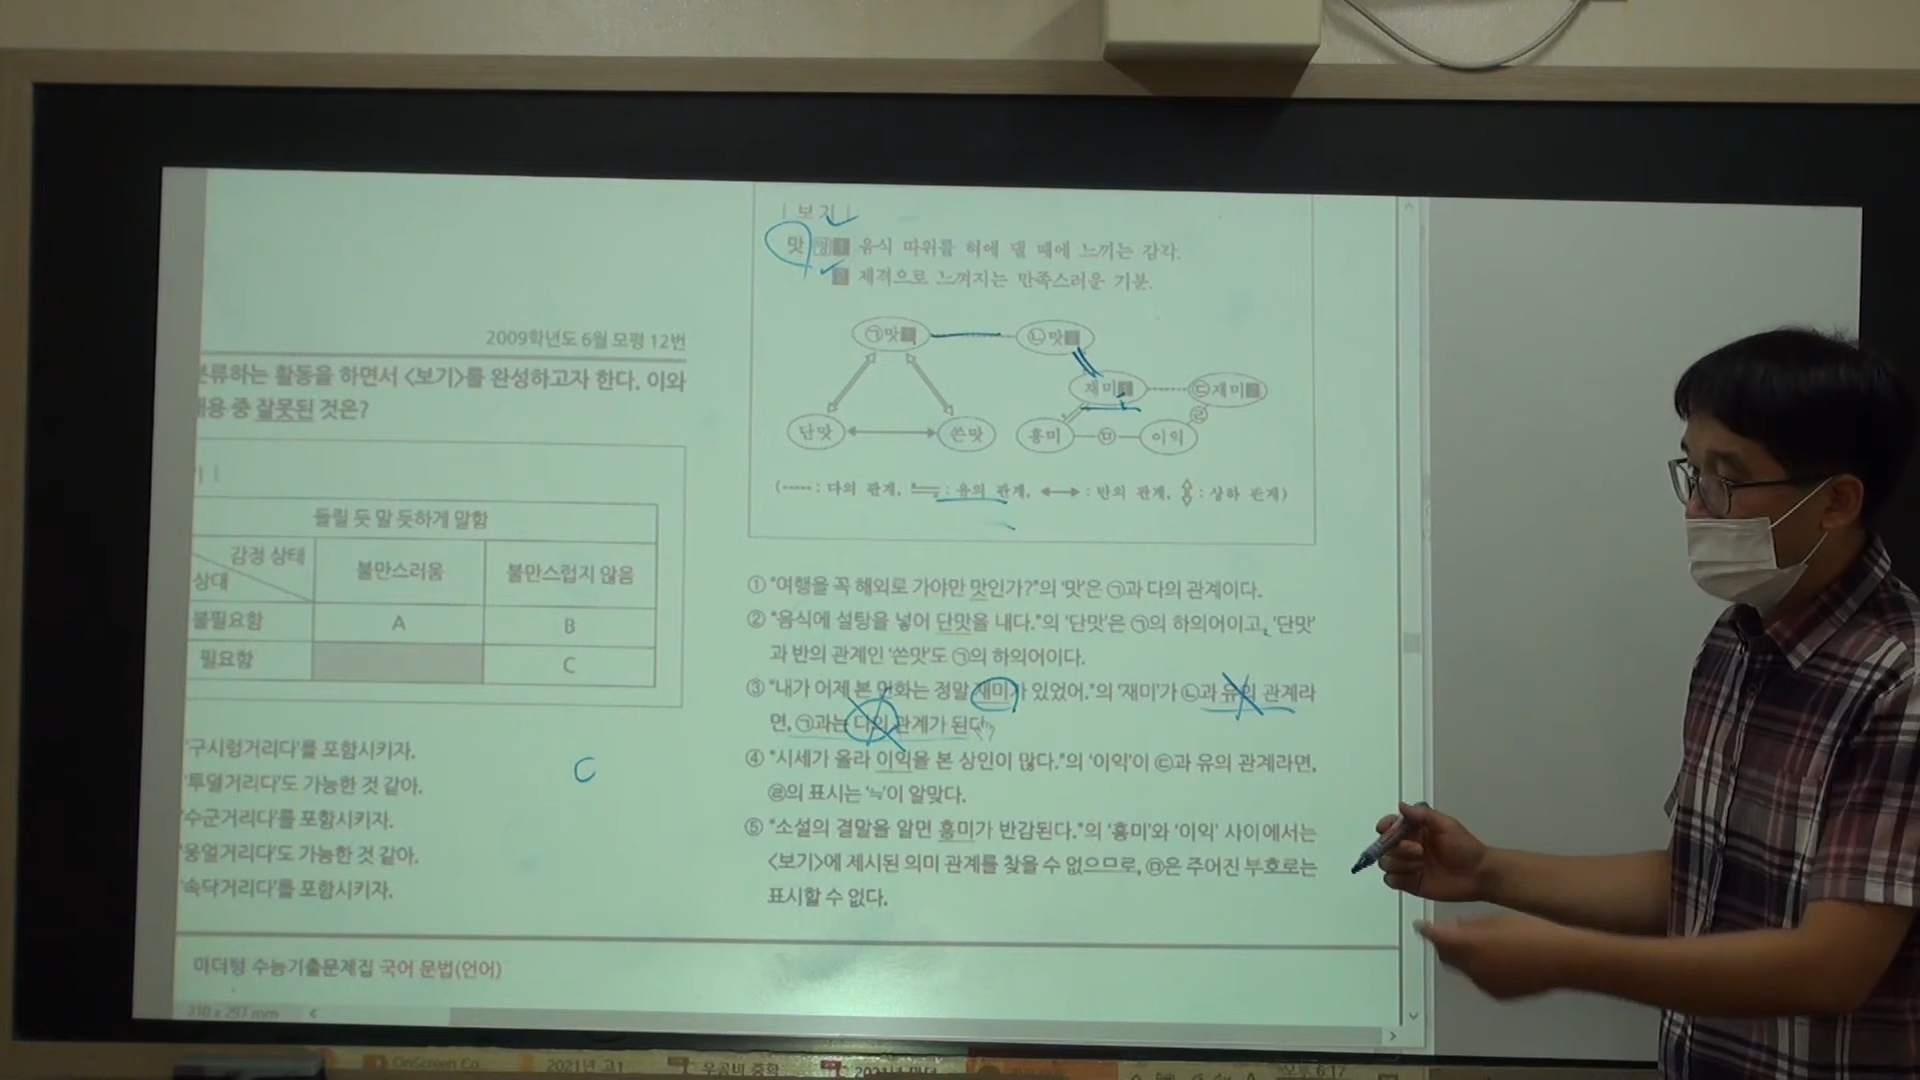 2009학년도 6월 모평 12번
분류하는 활동을 하면서 <보기>를 완성하고자 한다. 이와
내용 중 잘못된 것은?
들릴 듯 말 듯하게 말함
감정 상태
상대
불만스러움
불만스럽지 않음
불필요함
A
B
필요함
C
'구시렁거리다'를 포함시키자.
'투덜거리다'도 가능한 것 같아.
'수군거리다'를 포함시키자.
'웅얼거리다'도 가능한 것 같아.
'속닥거리다'를 포함시키자.
C
마더텅 수능기출문제집 국어 문법(언어)
210 x 297 mm
| 보기 |
맛 명 1 음식 따위를 혀에 댈 때에 느끼는 감각.
2 제격으로 느껴지는 만족스러운 기분.
㉠맛
㉡맛
재미
㉢재미
㉣
단맛
쓴맛
흥미
㉤
이익
(-----: 다의 관계, : 유의 관계, ↔: 반의 관계, ⇕: 상하 관계)
① "여행을 꼭 해외로 가야만 맛인가?"의 '맛'은 ㉠과 다의 관계이다.
② "음식에 설탕을 넣어 단맛을 내다."의 '단맛'은 ㉠의 하의어이고, '단맛'
과 반의 관계인 '쓴맛'도 ㉠의 하의어이다.
③ "내가 어제 본 만화는 정말 재미가 있었어."의 '재미'가 ㉡과 유의 관계라
면, ㉠과는 다의 관계가 된다.
④ "시세가 올라 이익을 본 상인이 많다."의 '이익'이 ㉢과 유의 관계라면,
㉣의 표시는 '≒'이 알맞다.
⑤ "소설의 결말을 알면 흥미가 반감된다."의 '흥미'와 '이익' 사이에서는
<보기>에 제시된 의미 관계를 찾을 수 없으므로, ㉤은 주어진 부호로는
표시할 수 없다.
OnScreen Co
2021년 고1
우공비 중학
오후 6:17